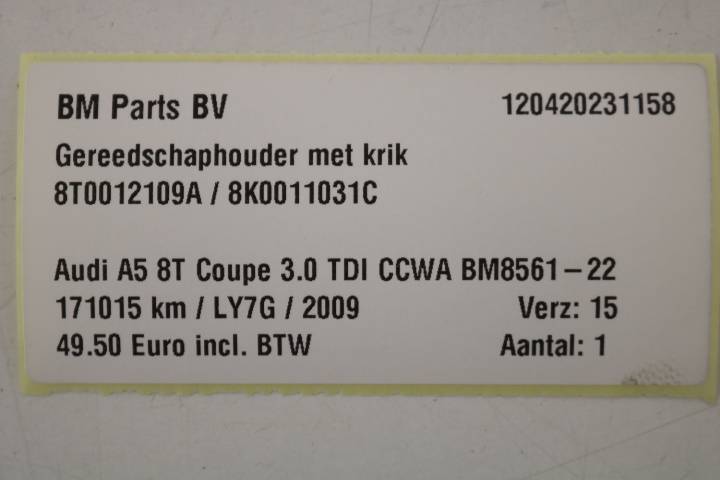 BM Parts BV 120420231158
Gereedschaphouder met krik
8T0012109A / 8K0011031C
Audi A5 8T Coupe 3.0 TDI CCWA BM8561-22
171015 km / LY7G / 2009 Verz: 15
49.50 Euro incl. BTW Aantal: 1